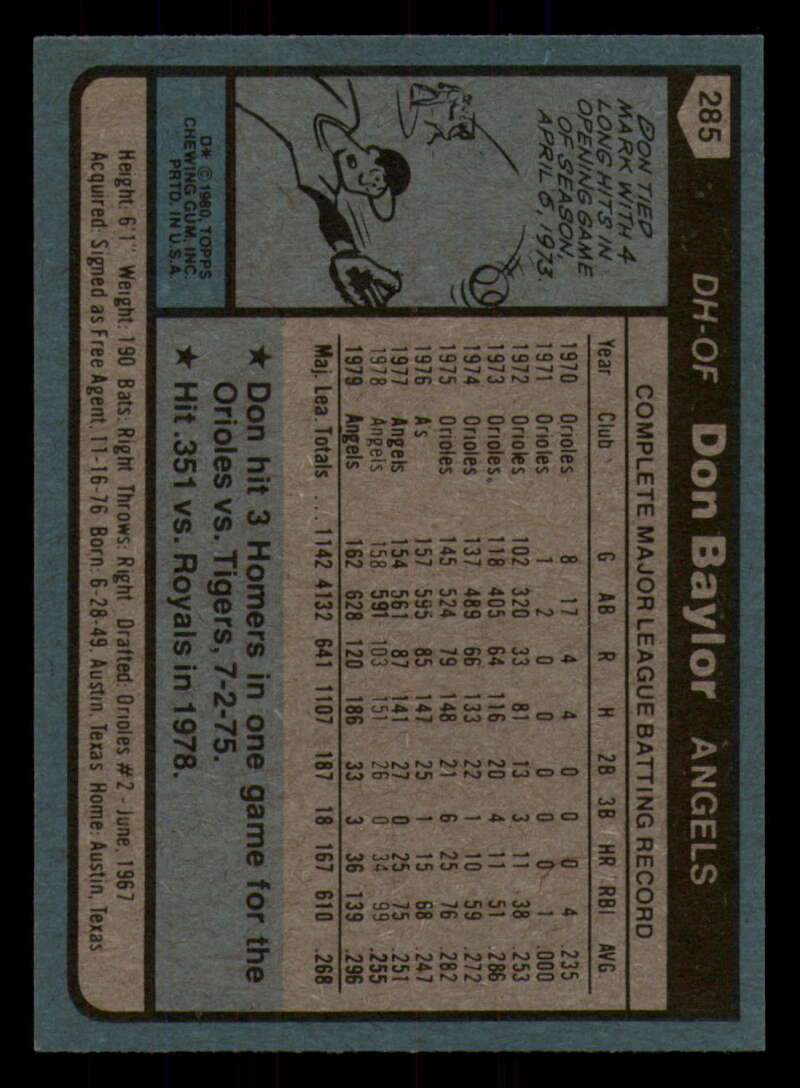 285 DH-OF Don Baylor ANGELS
DON TIED
MARK WITH 4
LONG HITS IN
OPENING GAME
OF SEASON,
APRIL 6, 1973.
D* © 1980, TOPPS
CHEWING GUM, INC.
PRTD. IN U.S.A.
COMPLETE MAJOR LEAGUE BATTING RECORD
Year Club G AB R H 2B 3B HR RBI AVG
1970 Orioles 8 17 4 4 0 0 0 4 .235
1971 Orioles 1 2 0 0 0 0 0 1 .000
1972 Orioles 102 320 33 81 13 3 11 38 .253
1973 Orioles 118 405 64 116 20 4 11 51 .286
1974 Orioles 137 489 66 133 22 1 10 59 .272
1975 Orioles 145 524 79 148 21 6 25 76 .282
1976 A's 157 595 85 147 25 1 15 68 .247
1977 Angels 154 561 87 141 27 0 25 75 .251
1978 Angels 158 591 103 151 26 0 34 99 .255
1979 Angels 162 628 120 186 33 3 36 139 .296
Maj. Lea. Totals .... 1142 4132 641 1107 187 18 167 610 .268
★ Don hit 3 Homers in one game for the
Orioles vs. Tigers, 7-2-75.
★ Hit .351 vs. Royals in 1978.
Height: 6'1" Weight: 190 Bats: Right Throws: Right Drafted: Orioles #2 - June, 1967
Acquired: Signed as Free Agent, 11-16-76 Born: 6-28-49, Austin, Texas Home: Austin, Texas